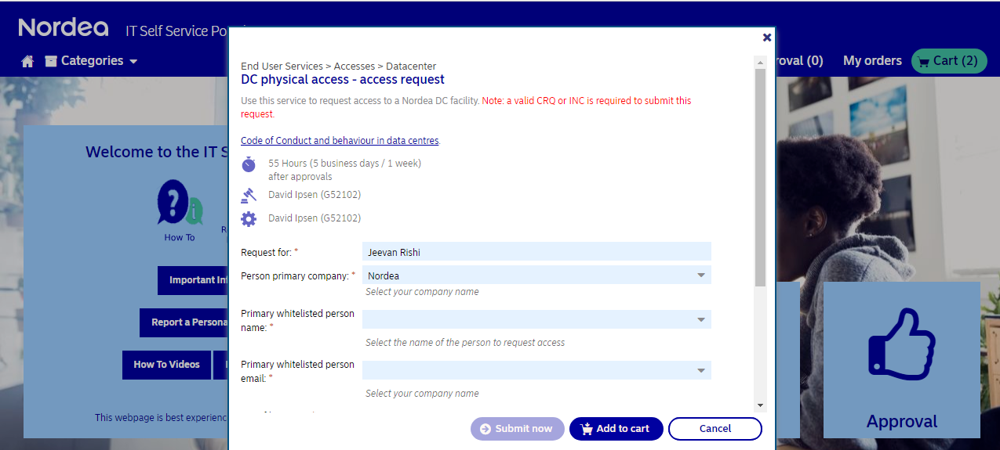 Nordea
IT Self Service
Categories
(0)
My orders
Cart (2)
End User Services > Accesses > Datacenter
DC physical access - access request
Use this service to request access to a Nordea DC facility. Note: a valid CRQ or INC is required to submit this
request.
Code of Conduct and behaviour in data centres.
55 Hours (5 business days / 1 week)
after approvals
David Ipsen (G52102)
David Ipsen (G52102)
Request for: *
Jeevan Rishi
Person primary company: *
Nordea
Select your company name
Primary whitelisted person
name: *
Select the name of the person to request access
Primary whitelisted person
email: *
Select your company name
Submit now
Add to cart
Cancel
Welcome to the IT S
How To
Important
Report a
How To Videos
This webpage is best
Approval